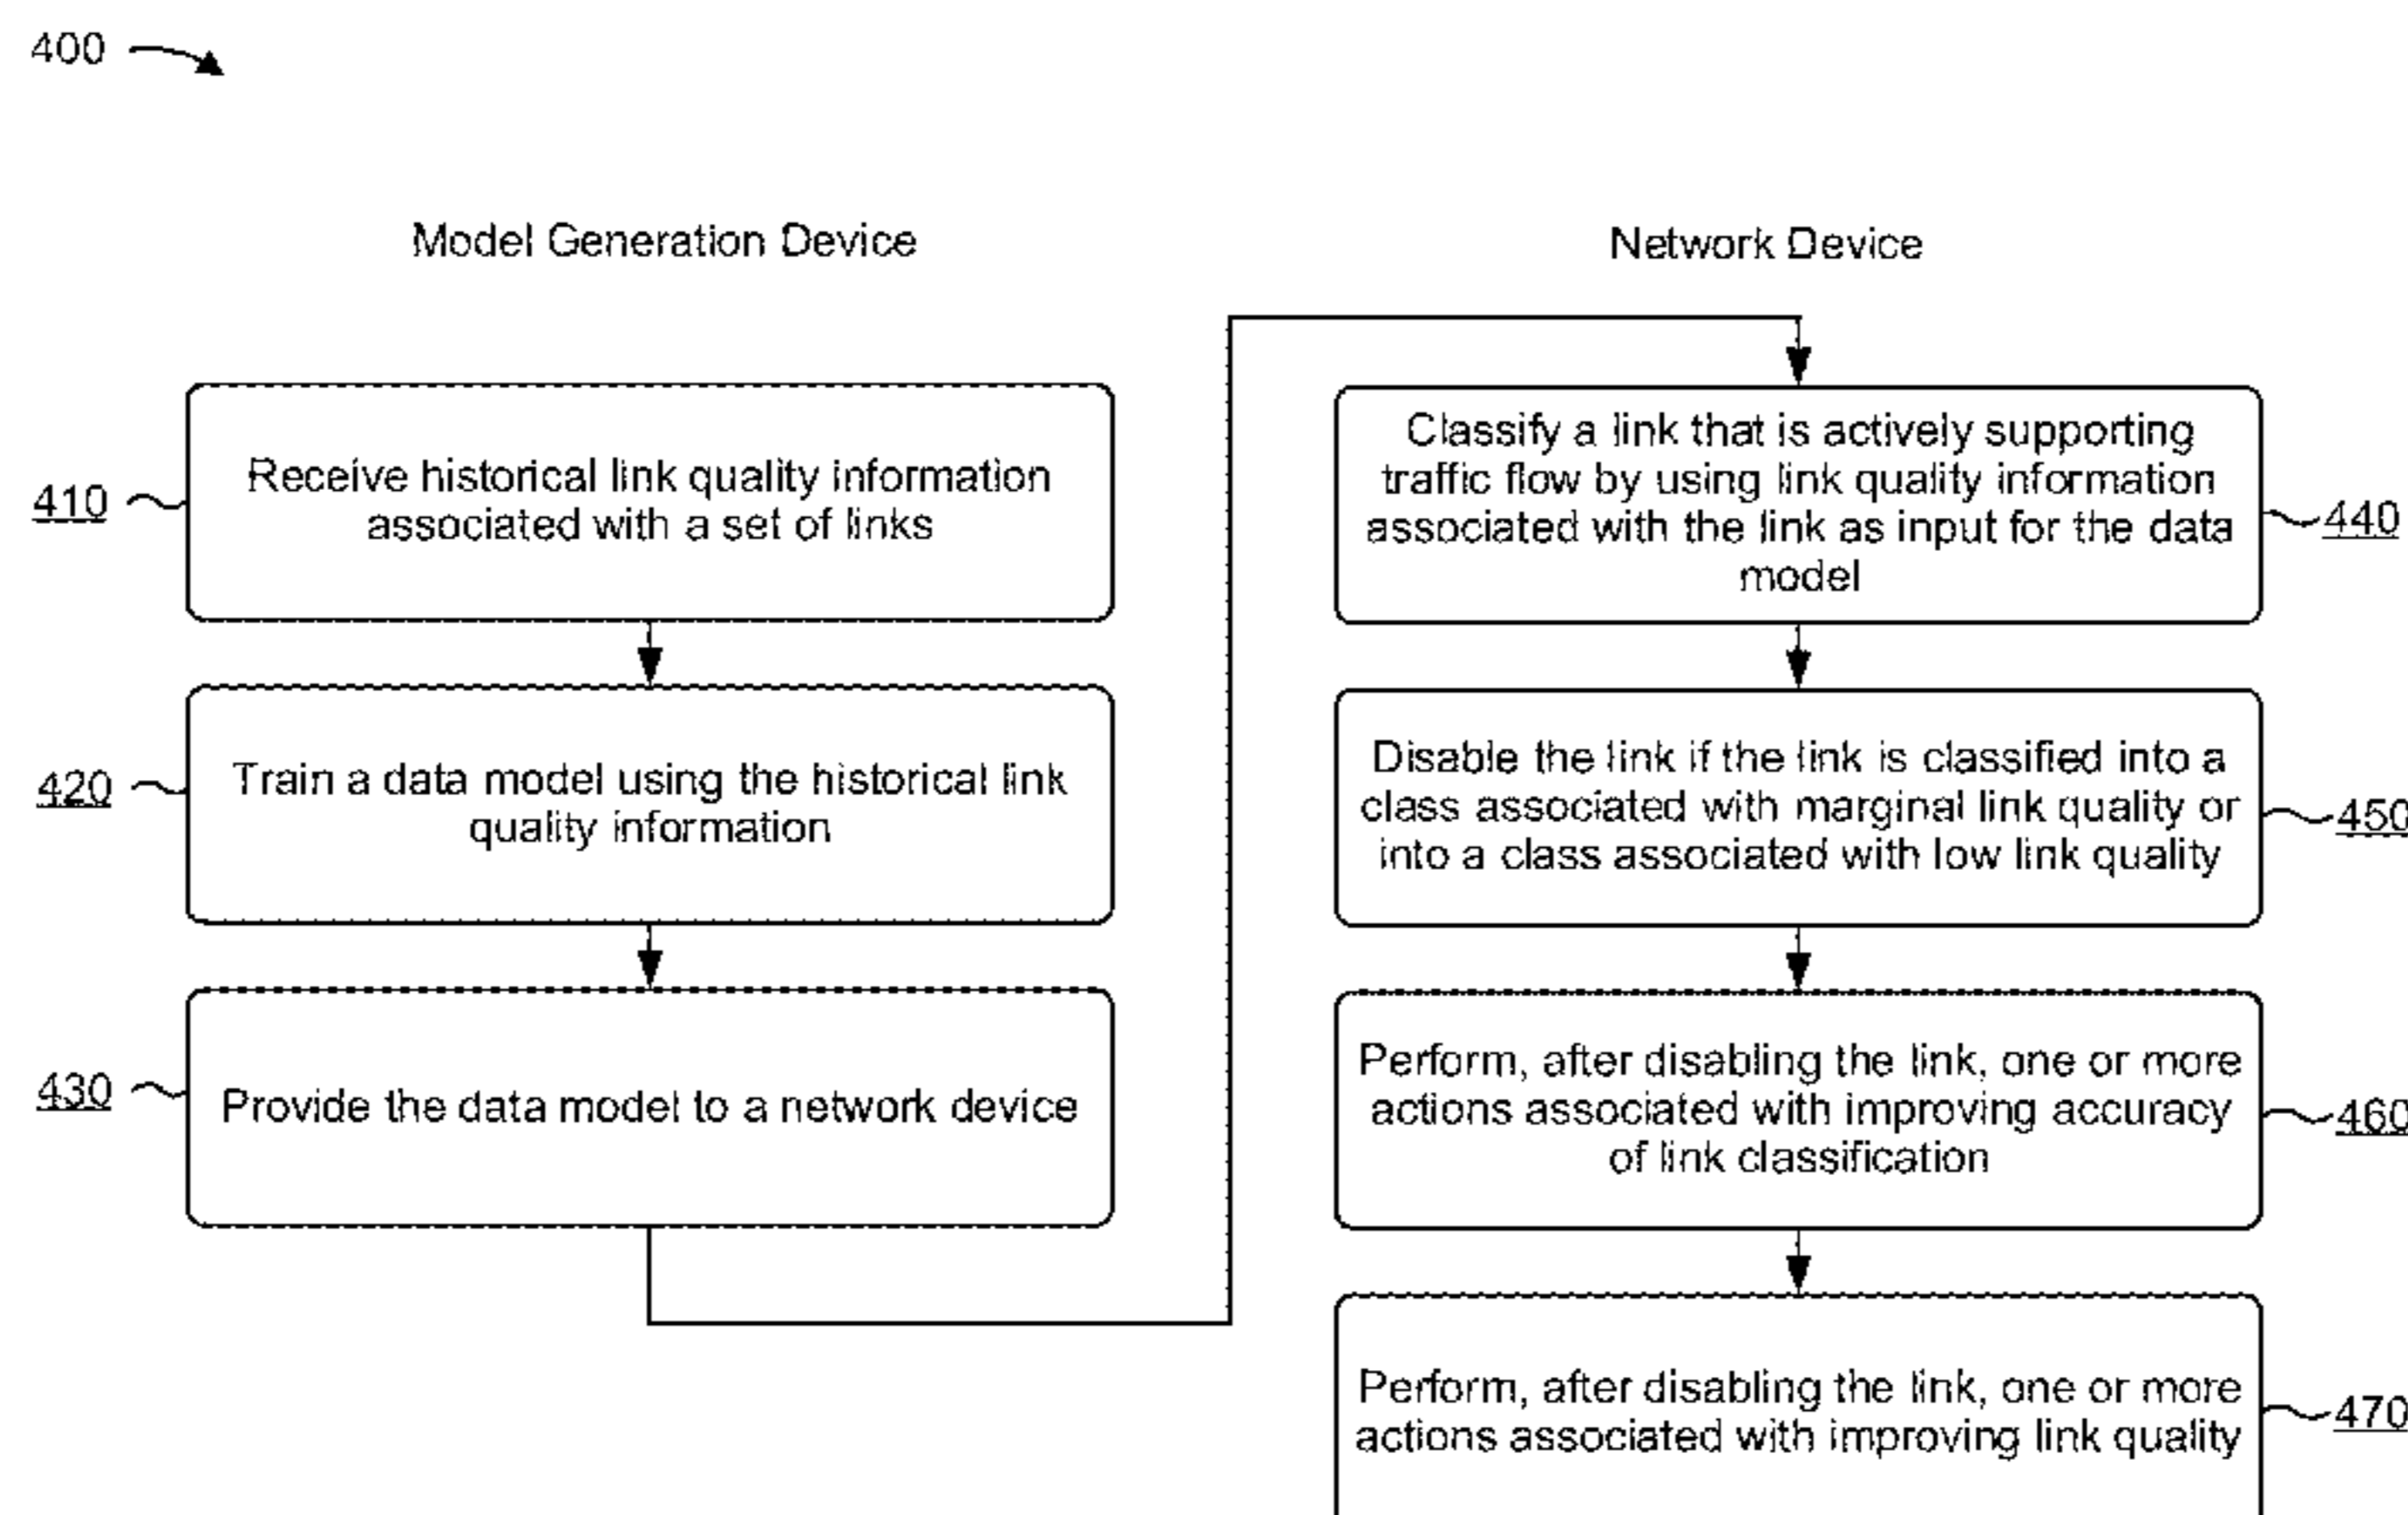 400
Model Generation Device
410
Receive historical link quality information
associated with a set of links
420
Train a data model using the historical link
quality information
430
Provide the data model to a network device
Network Device
Classify a link that is actively supporting
traffic flow by using link quality information
associated with the link as input for the data
model
440
Disable the link if the link is classified into a
class associated with marginal link quality or
into a class associated with low link quality
450
Perform, after disabling the link, one or more
actions associated with improving accuracy
of link classification
460
Perform, after disabling the link, one or more
actions associated with improving link quality
470